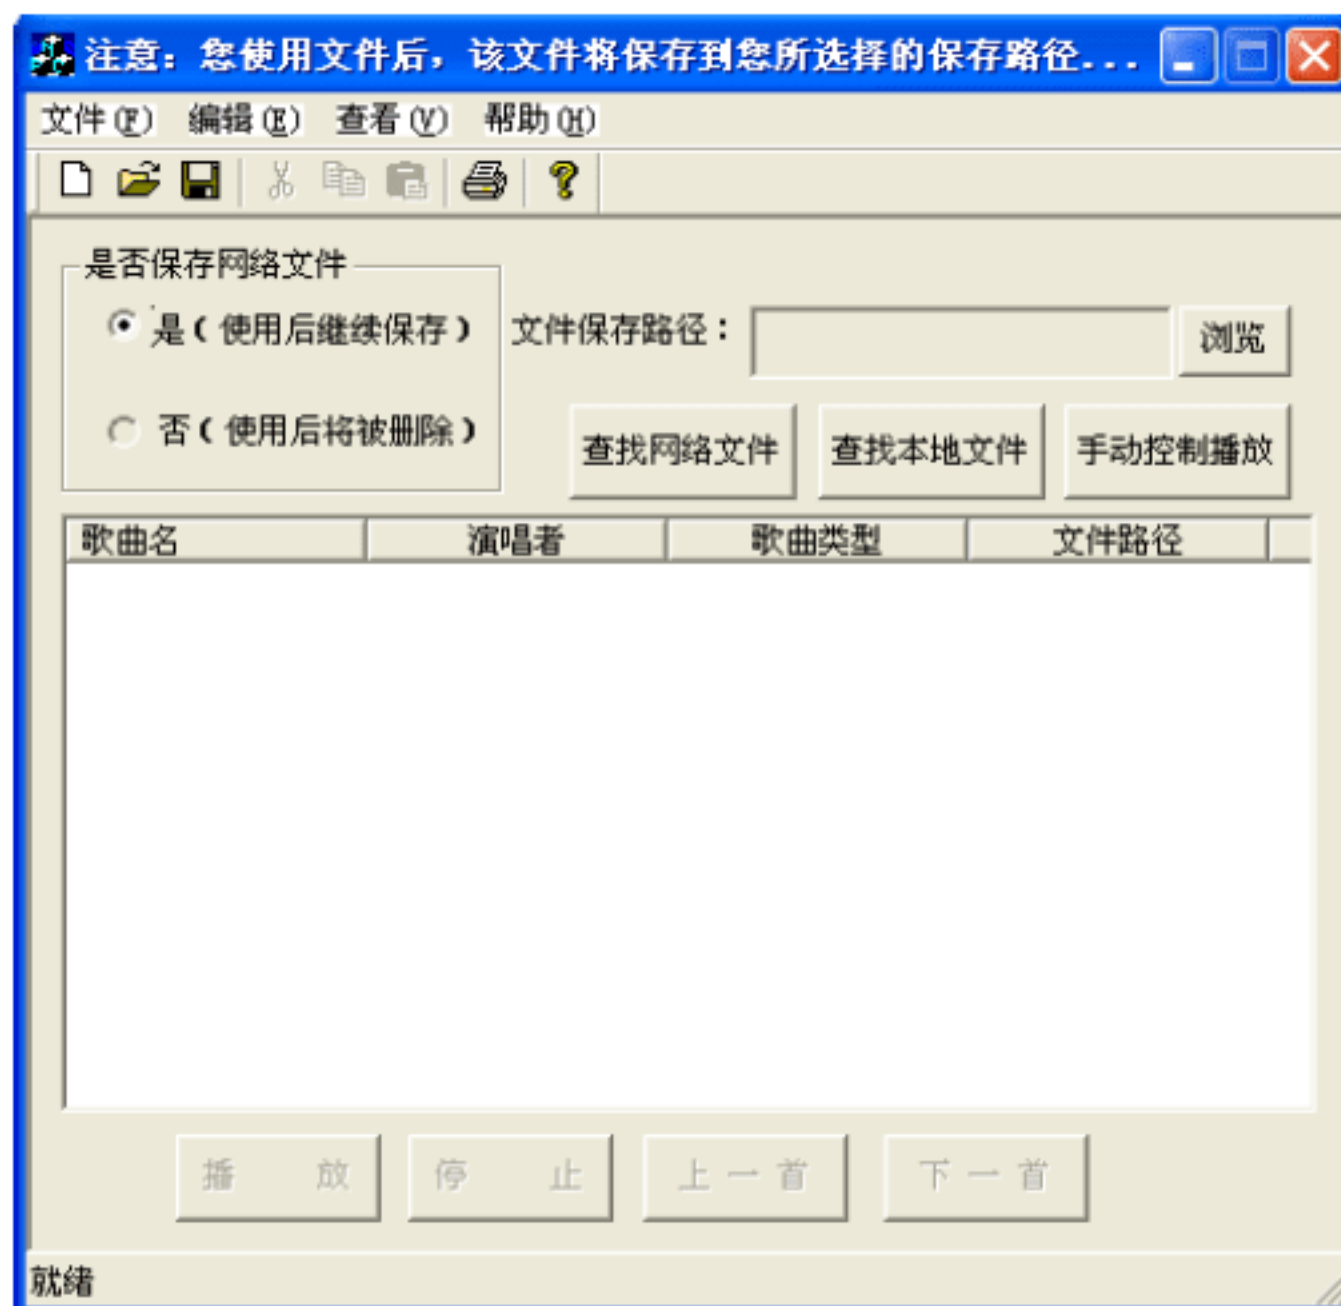 注意：您使用文件后，该文件将保存到您所选择的保存路径...
文件(F) 编辑(E) 查看(V) 帮助(H)
是否保存网络文件
是(使用后继续保存) 文件保存路径： 浏览
否(使用后将被删除) 查找网络文件 查找本地文件 手动控制播放
歌曲名 演唱者 歌曲类型 文件路径
播 放 停 止 上一首 下一首
就绪